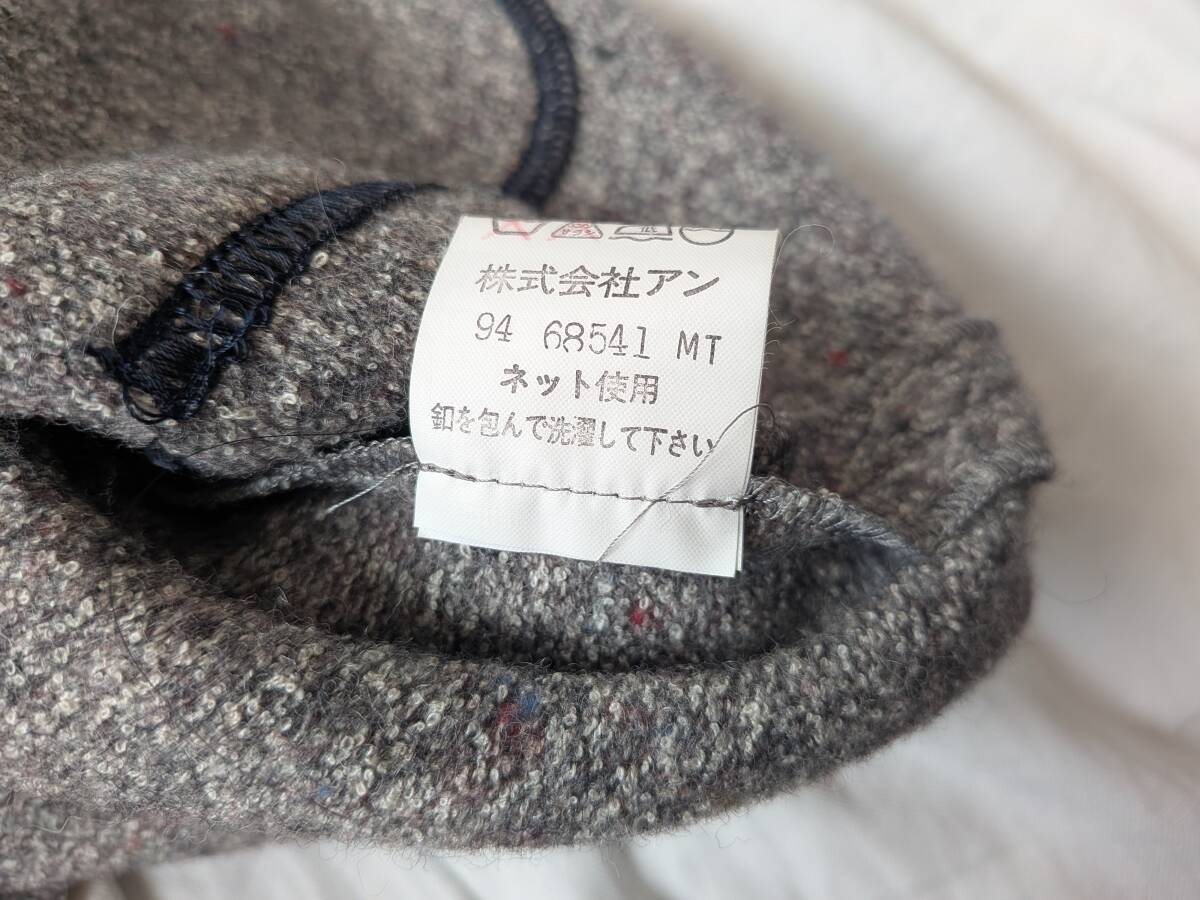 株式会社アン
94 68541 MT
ネット使用
釦を包んで洗濯して下さい